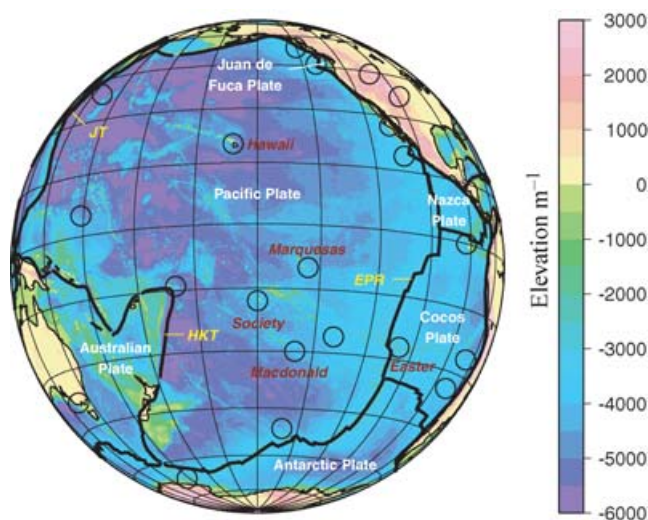 Juan de
Fuca Plate
JT
Hawaii
Pacific Plate
Nazca
Plate
Marquosas
EPR
Society
Cocos
Plate
HKT
Australian
Plate
Macdonald
Easter
Antarctic Plate
3000
2000
1000
0
-1000
-2000
-3000
-4000
-5000
-6000
Elevation m⁻¹